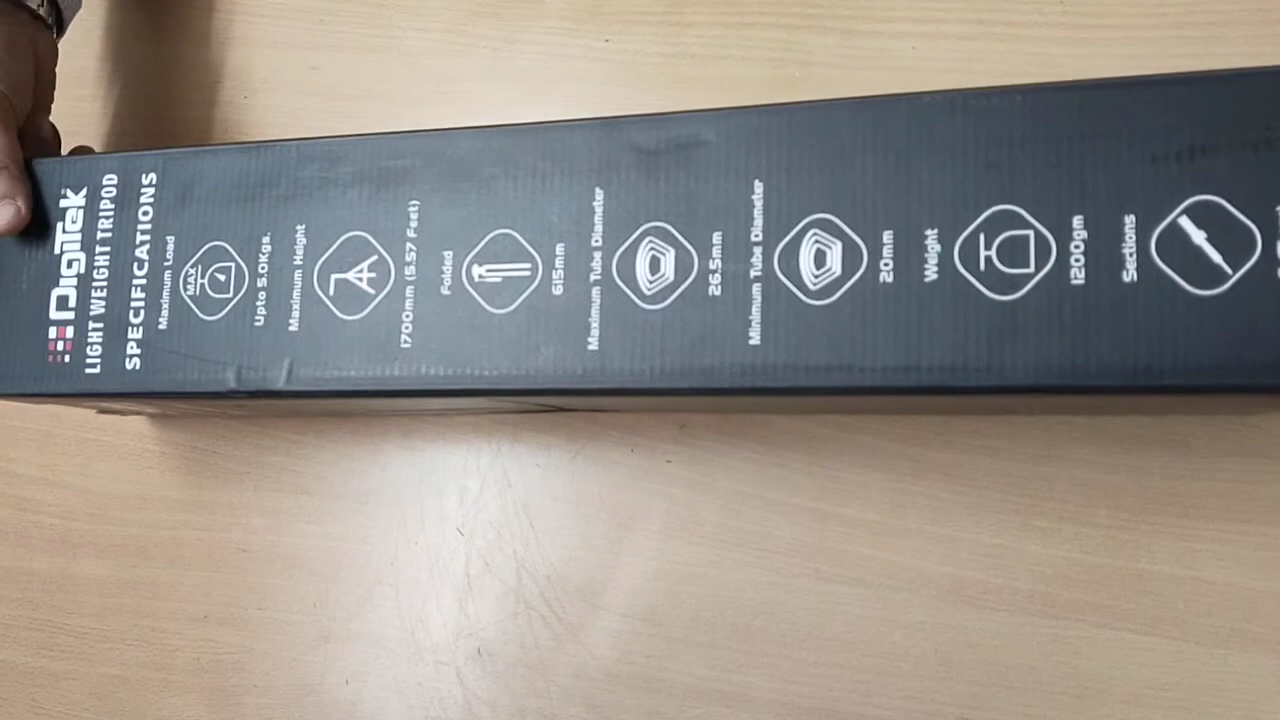 DIGITEK
LIGHT WEIGHT TRIPOD
SPECIFICATIONS
Maximum Load
MAX
Upto 5.0Kgs.
Maximum Height
1700mm (5.57 Feet)
Folded
615mm
Maximum Tube Diameter
26.5mm
Minimum Tube Diameter
20mm
Weight
1200gm
Sections